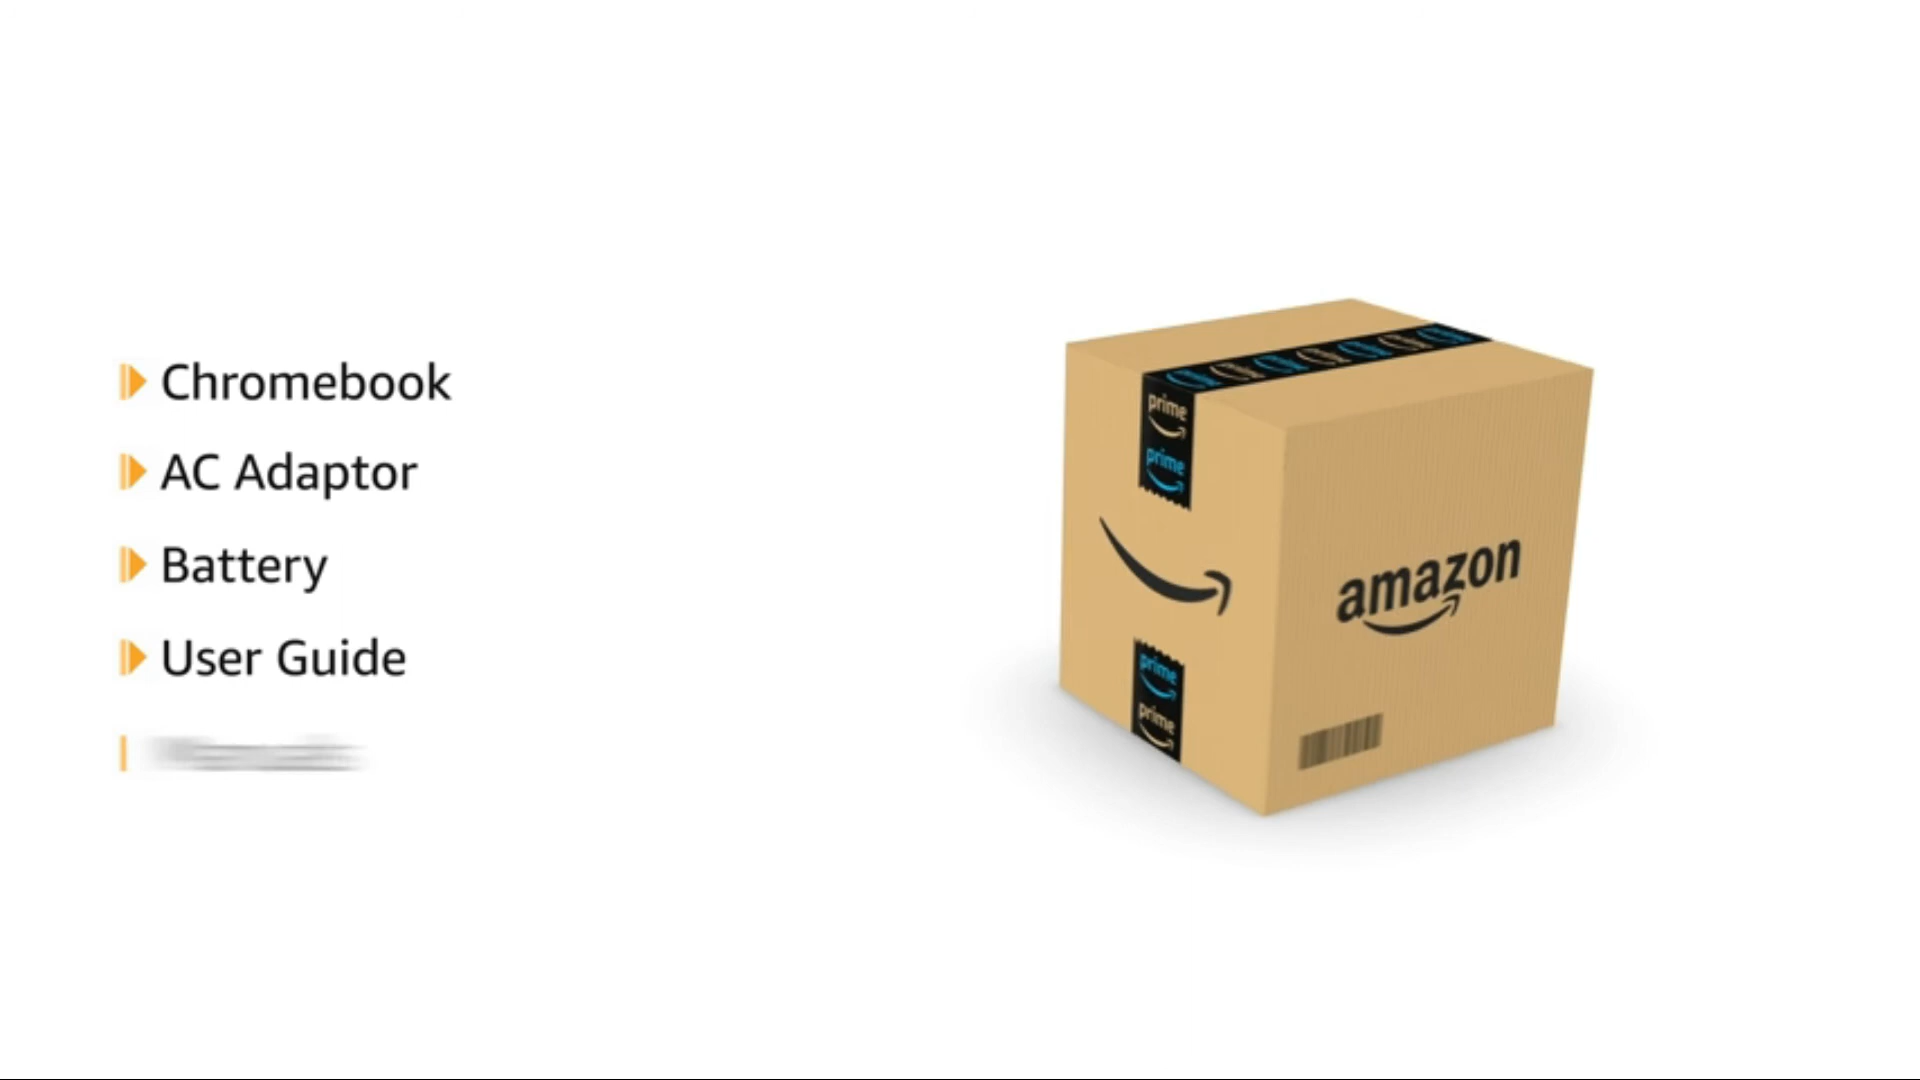 Chromebook
AC Adaptor
Battery
User Guide
prime
prime
amazon
prime
prime